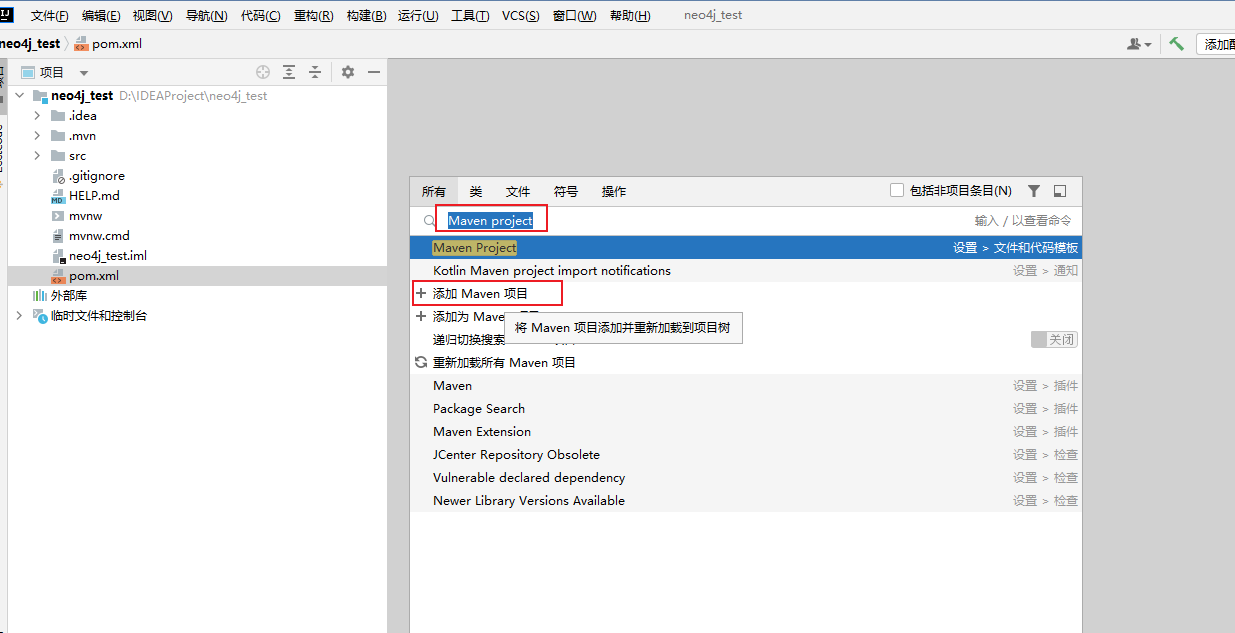 文件(F) 编辑(E) 视图(V) 导航(N) 代码(C) 重构(R) 构建(B) 运行(U) 工具(T) VCS(S) 窗口(W) 帮助(H) neo4j_test
neo4j_test pom.xml 添加
项目
neo4j_test D:\IDEAProject\neo4j_test
.idea
.mvn
src
.gitignore
HELP.md
mvnw
mvnw.cmd
neo4j_test.iml
pom.xml
外部库
临时文件和控制台
所有 类 文件 符号 操作 包括非项目条目(N)
Maven project 输入 / 以查看命令
Maven Project 设置 > 文件和代码模板
Kotlin Maven project import notifications 设置 > 通知
添加 Maven 项目
添加为 Mave
将 Maven 项目添加并重新加载到项目树
递归切换搜索 关闭
重新加载所有 Maven 项目
Maven 设置 > 插件
Package Search 设置 > 插件
Maven Extension 设置 > 插件
JCenter Repository Obsolete 设置 > 检查
Vulnerable declared dependency 设置 > 检查
Newer Library Versions Available 设置 > 检查